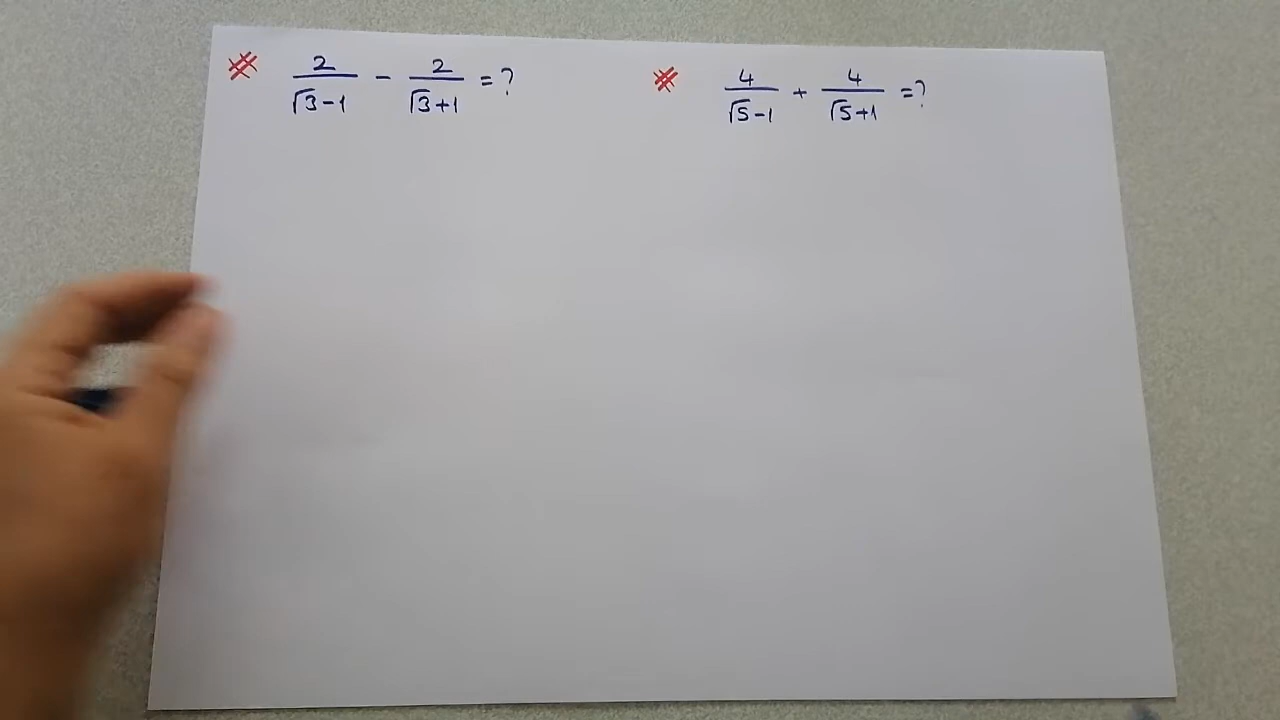 ※ 2/(√3-1) - 2/(√3+1) = ?
※ 4/(√5-1) + 4/(√5+1) = ?